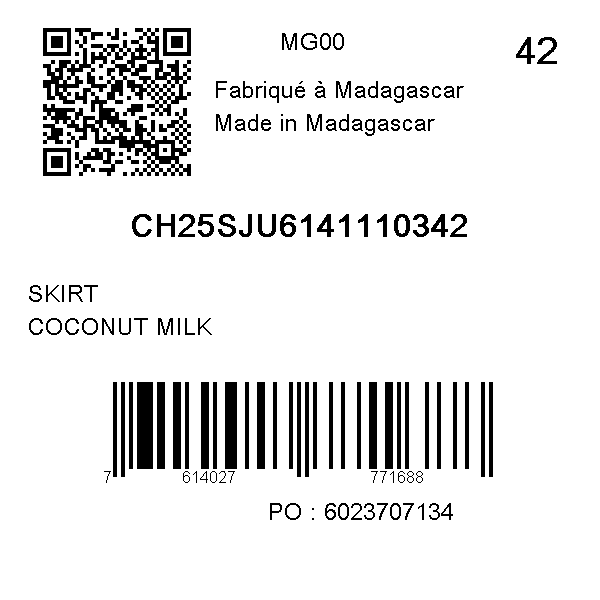 MG00
42
Fabriqué à Madagascar
Made in Madagascar
CH25SJU6141110342
SKIRT
COCONUT MILK
7 614027 771688
PO : 6023707134